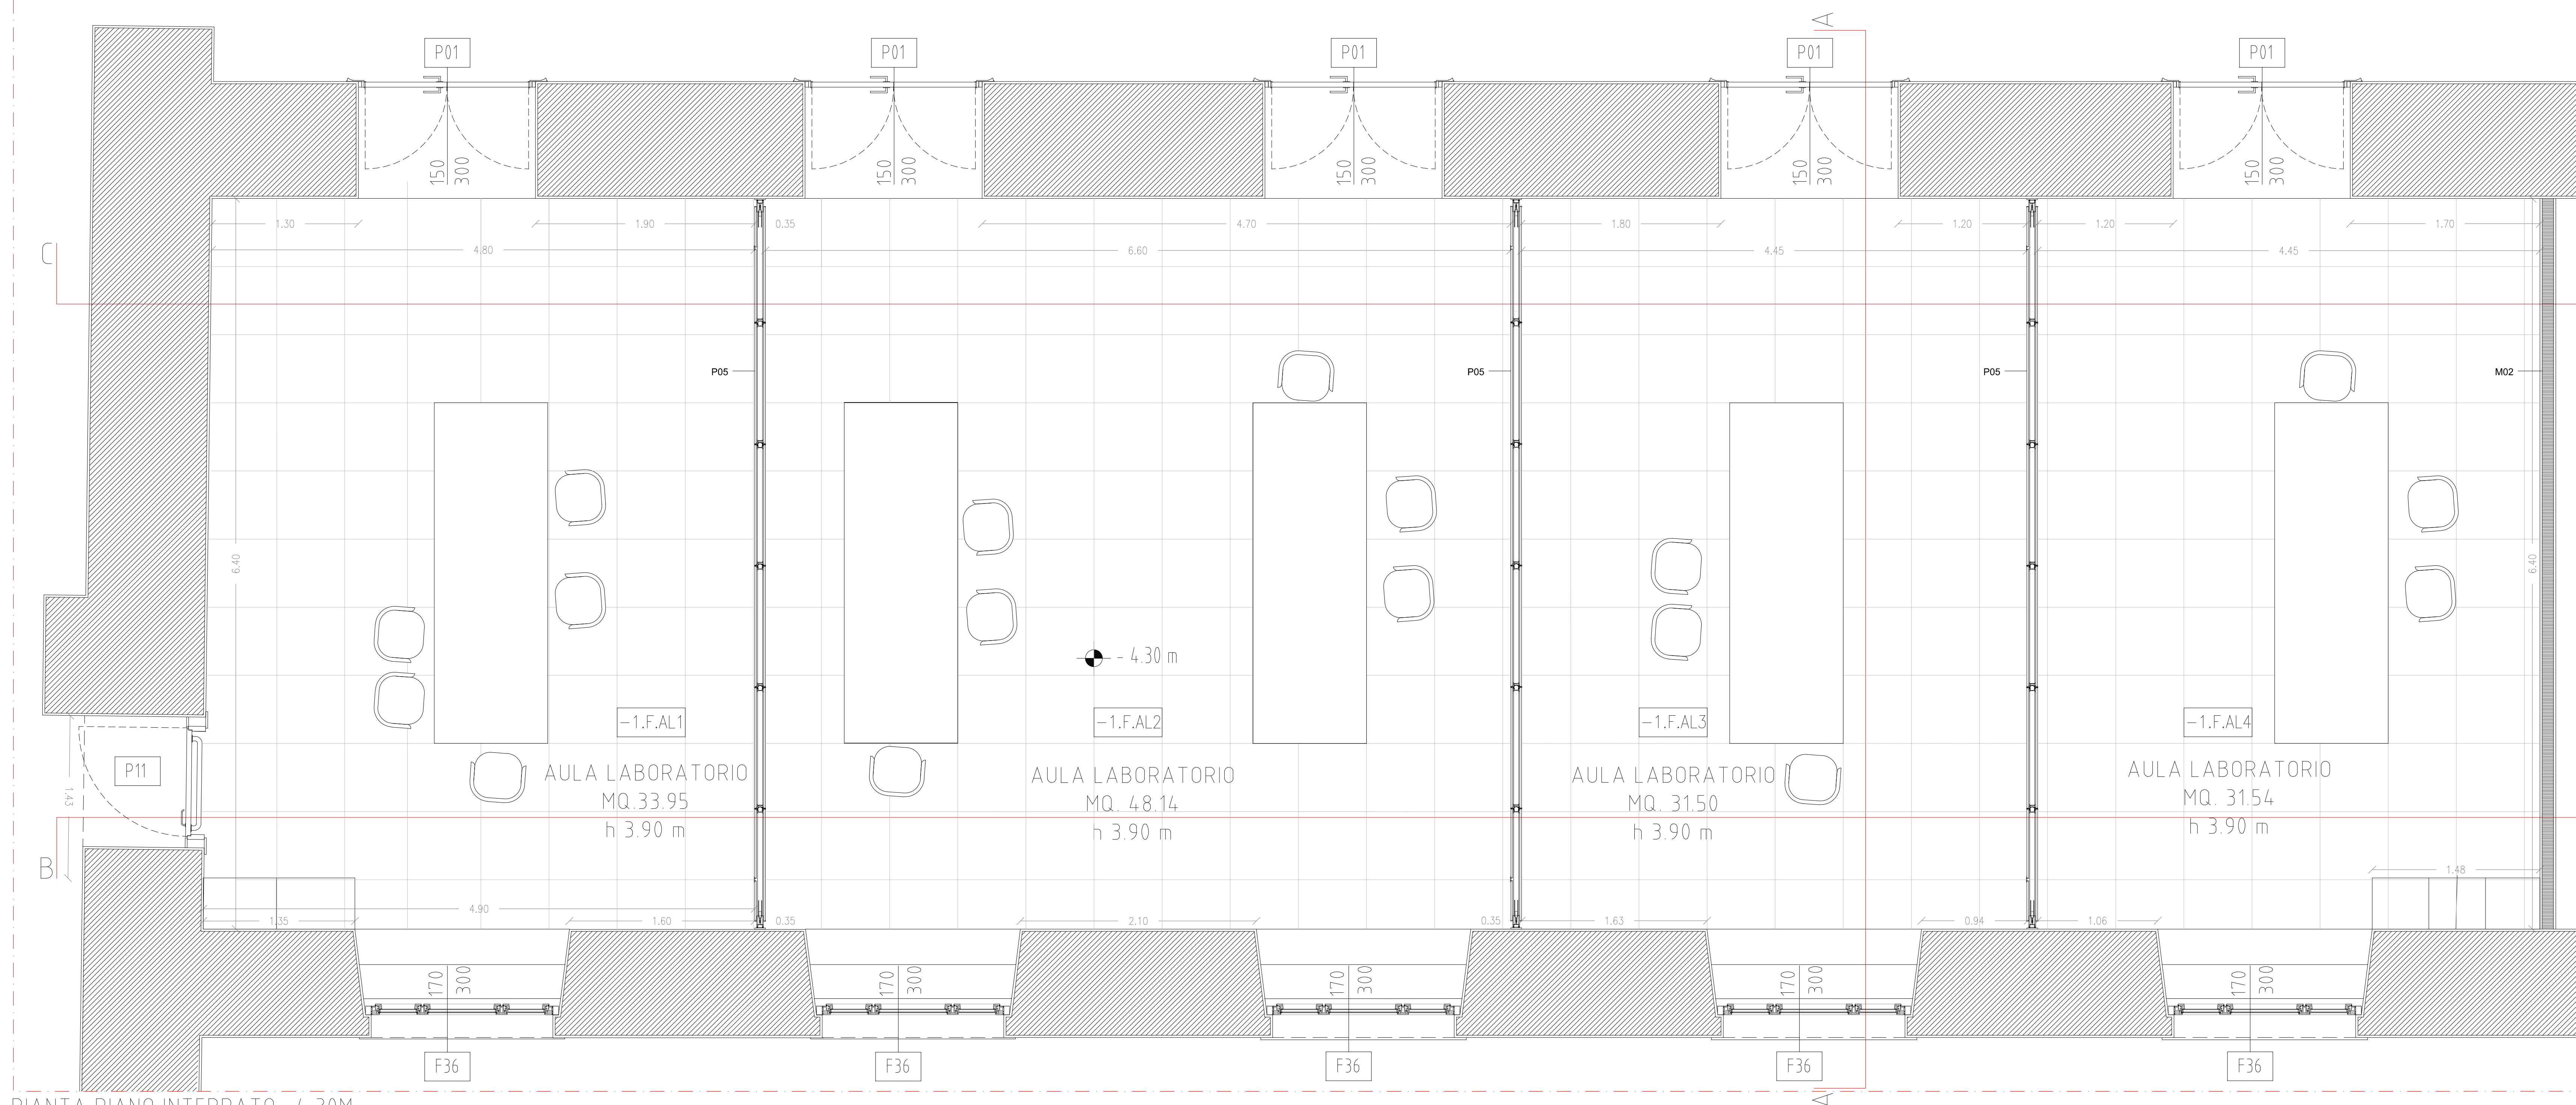 A
P01
P01
P01
P01
P01
150
300
150
300
150
300
150
300
150
300
1.30
1.90
0.35
4.70
1.80
1.20
1.20
1.70
C
4.80
6.60
4.45
4.45
P05
P05
P05
M02
6.40
6.40
- 4.30 m
-1.F.AL1
-1.F.AL2
-1.F.AL3
-1.F.AL4
AULA LABORATORIO
MQ.33.95
h 3.90 m
AULA LABORATORIO
MQ. 48.14
h 3.90 m
AULA LABORATORIO
MQ. 31.50
h 3.90 m
AULA LABORATORIO
MQ. 31.54
h 3.90 m
P11
1.43
B
1.48
4.90
1.35
1.60
0.35
2.10
0.35
1.63
0.94
1.06
170
300
170
300
170
300
170
300
170
300
F36
F36
F36
F36
F36
A
PIANTA PIANO INTERRATO -4.30M